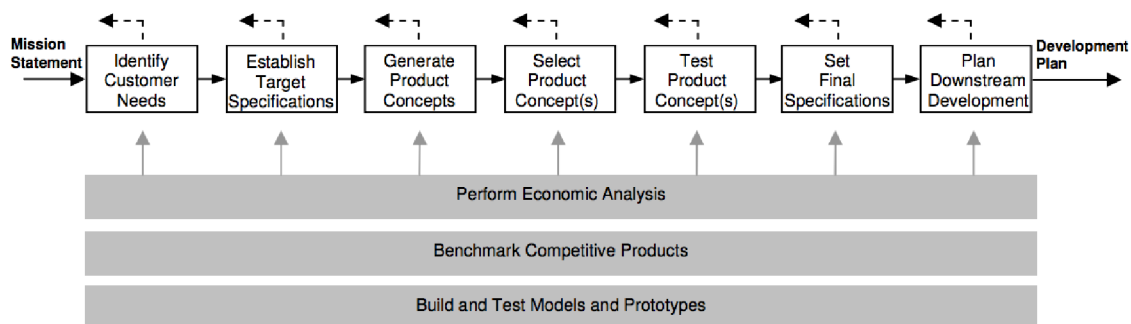 Mission
Statement
Identify
Customer
Needs
Establish
Target
Specifications
Generate
Product
Concepts
Select
Product
Concept(s)
Test
Product
Concept(s)
Set
Final
Specifications
Plan
Downstream
Development
Development
Plan
Perform Economic Analysis
Benchmark Competitive Products
Build and Test Models and Prototypes